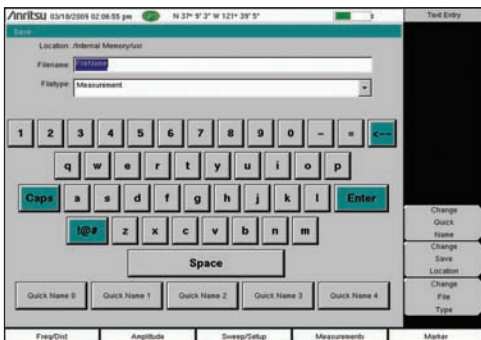 Anritsu 03/18/2009 02:06:55 pm N 37° 9' 3" W 121° 39' 5"
Text Entry
Save
Location: /Internal Memory/usr
Filename:
Filetype: Measurement
1 2 3 4 5 6 7 8 9 0 - = <--
q w e r t y u i o p
Caps a s d f g h j k l Enter
!@# z x c v b n m
Space
Quick Name 0 Quick Name 1 Quick Name 2 Quick Name 3 Quick Name 4
Change
Quick
Name
Change
Save
Location
Change
File
Type
Freq/Dist Amplitude Sweep/Setup Measurements Marker